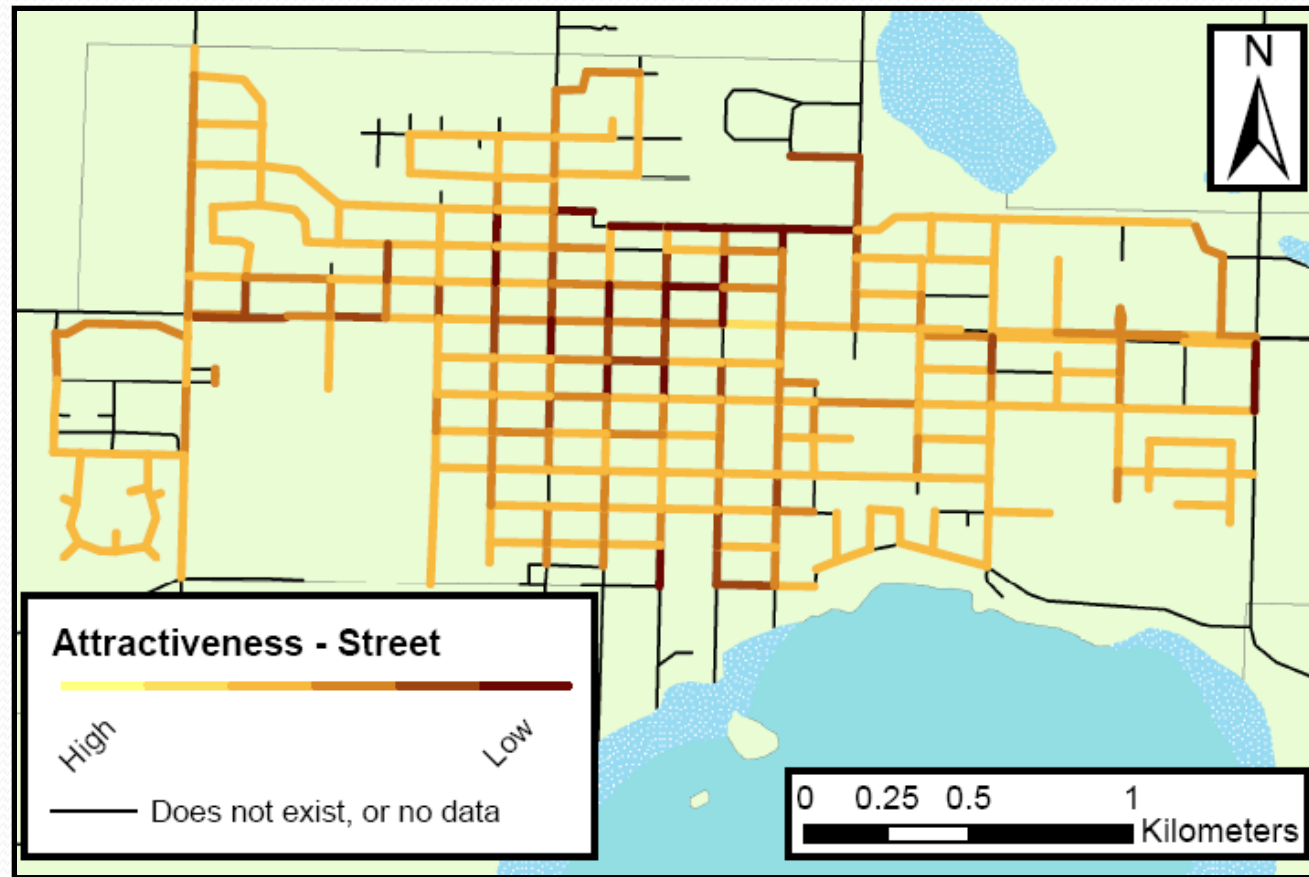 N
Attractiveness - Street
High
Low
Does not exist, or no data
0 0.25 0.5 1
Kilometers